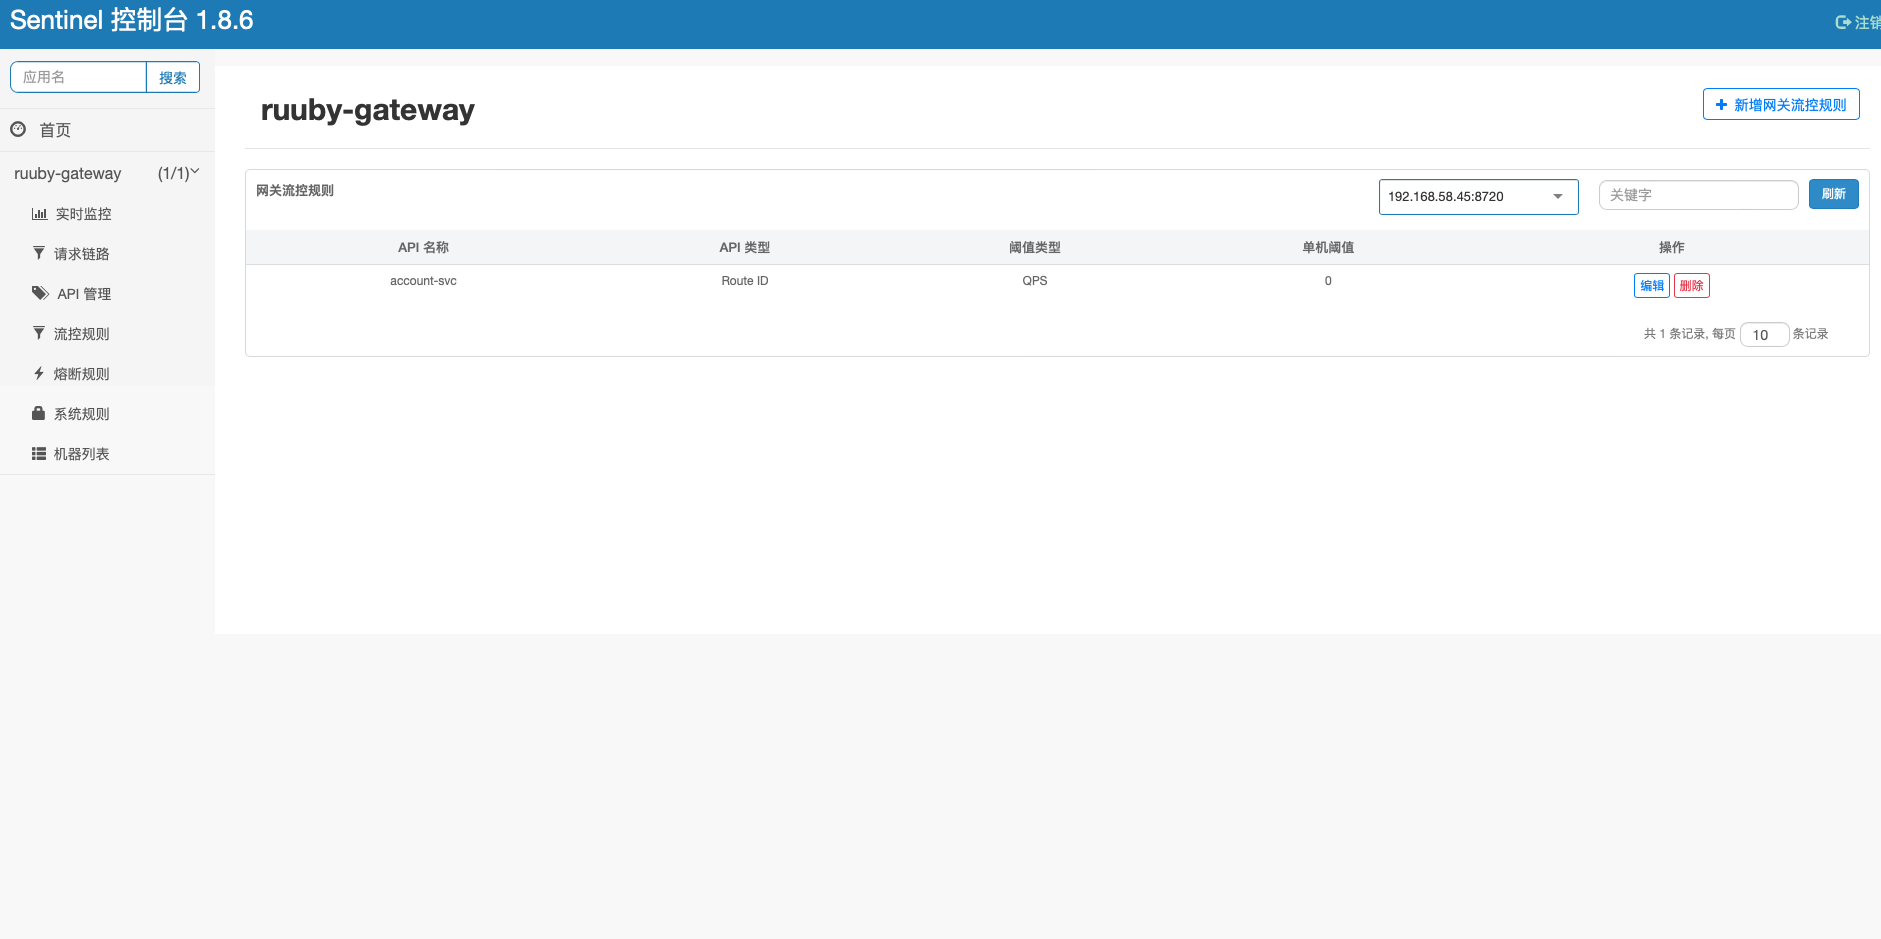 Sentinel 控制台 1.8.6
注销
应用名
搜索
首页
ruuby-gateway (1/1)
实时监控
请求链路
API 管理
流控规则
熔断规则
系统规则
机器列表
ruuby-gateway
新增网关流控规则
网关流控规则
192.168.58.45:8720
关键字
刷新
API 名称 API 类型 阈值类型 单机阈值 操作
account-svc Route ID QPS 0 编辑 删除
共 1 条记录, 每页 10 条记录